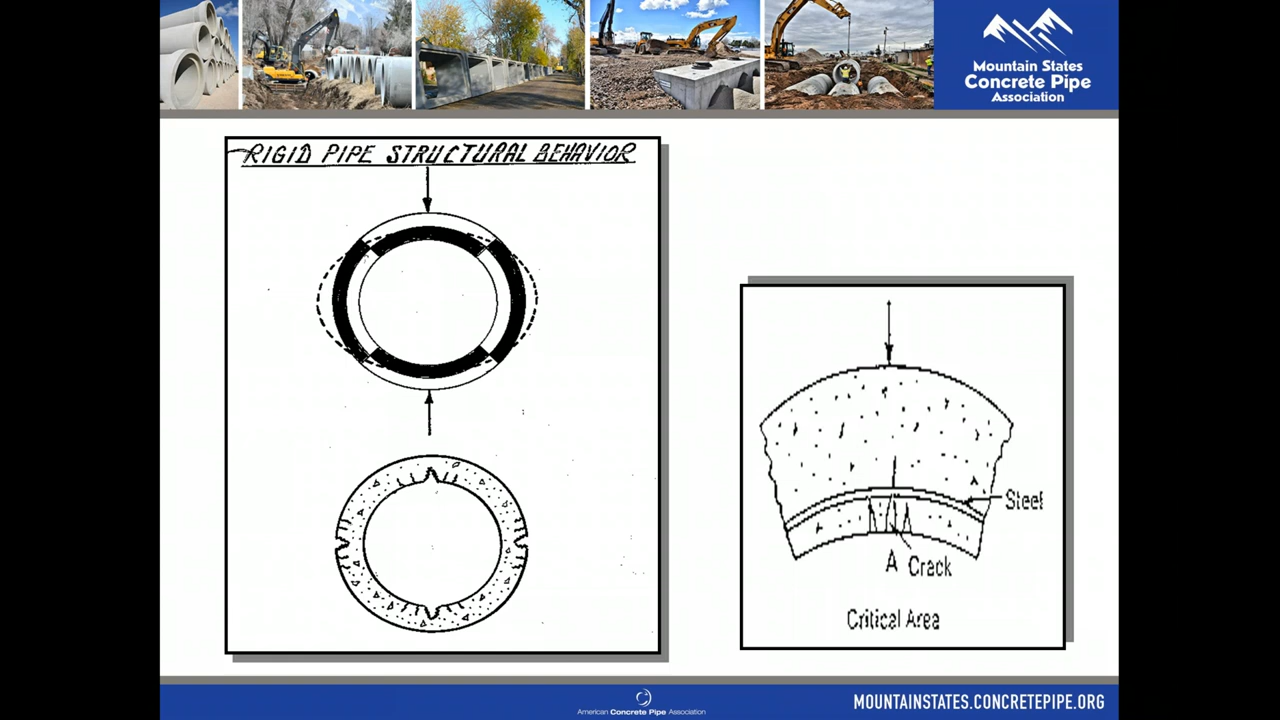 Mountain States
Concrete Pipe
Association
RIGID PIPE STRUCTURAL BEHAVIOR
Steel
A Crack
Critical Area
American Concrete Pipe Association
MOUNTAINSTATES.CONCRETEPIPE.ORG